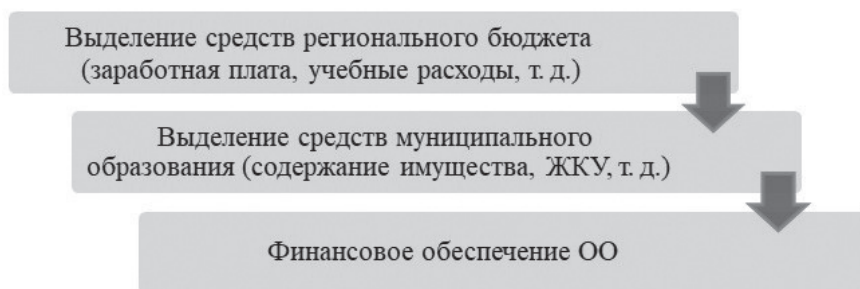 Выделение средств регионального бюджета
(заработная плата, учебные расходы, т. д.)
Выделение средств муниципального
образования (содержание имущества, ЖКУ, т. д.)
Финансовое обеспечение ОО